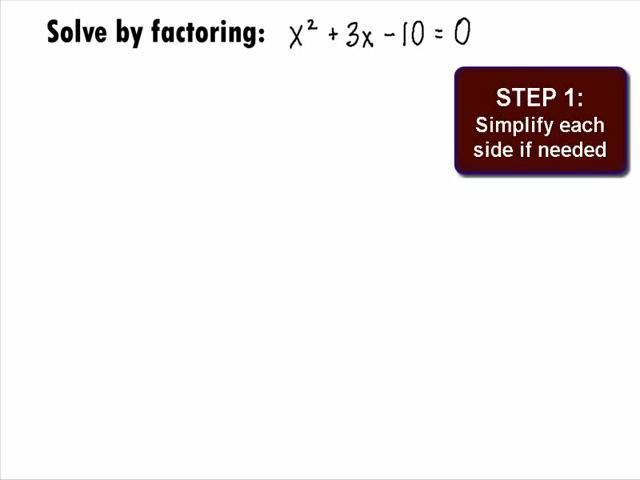 Solve by factoring: x² + 3x - 10 = 0
STEP 1:
Simplify each
side if needed